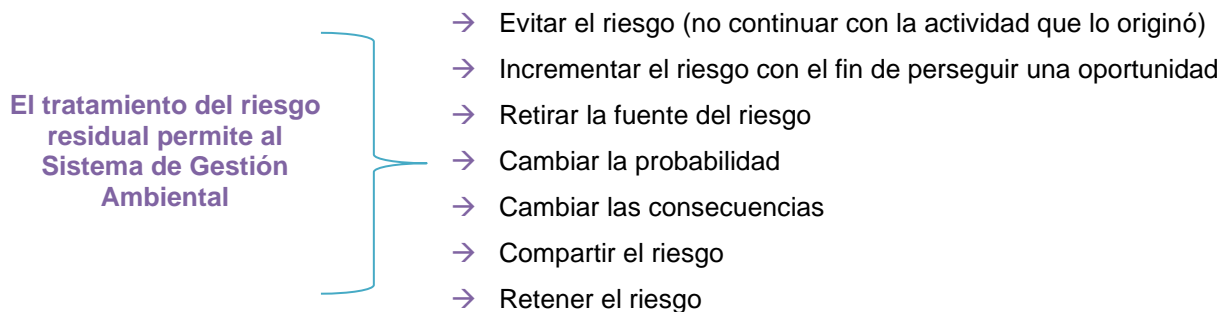 El tratamiento del riesgo
residual permite al
Sistema de Gestión
Ambiental
→ Evitar el riesgo (no continuar con la actividad que lo originó)
→ Incrementar el riesgo con el fin de perseguir una oportunidad
→ Retirar la fuente del riesgo
→ Cambiar la probabilidad
→ Cambiar las consecuencias
→ Compartir el riesgo
→ Retener el riesgo